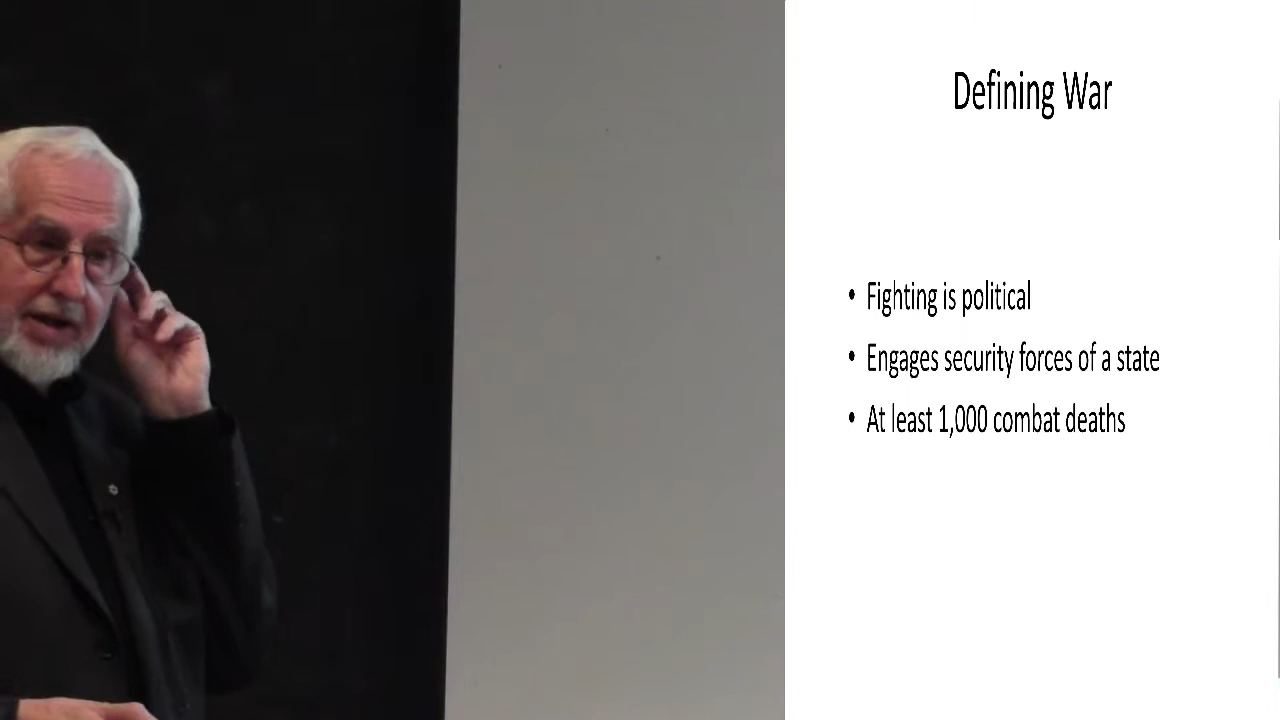 Defining War
• Fighting is political
• Engages security forces of a state
• At least 1,000 combat deaths